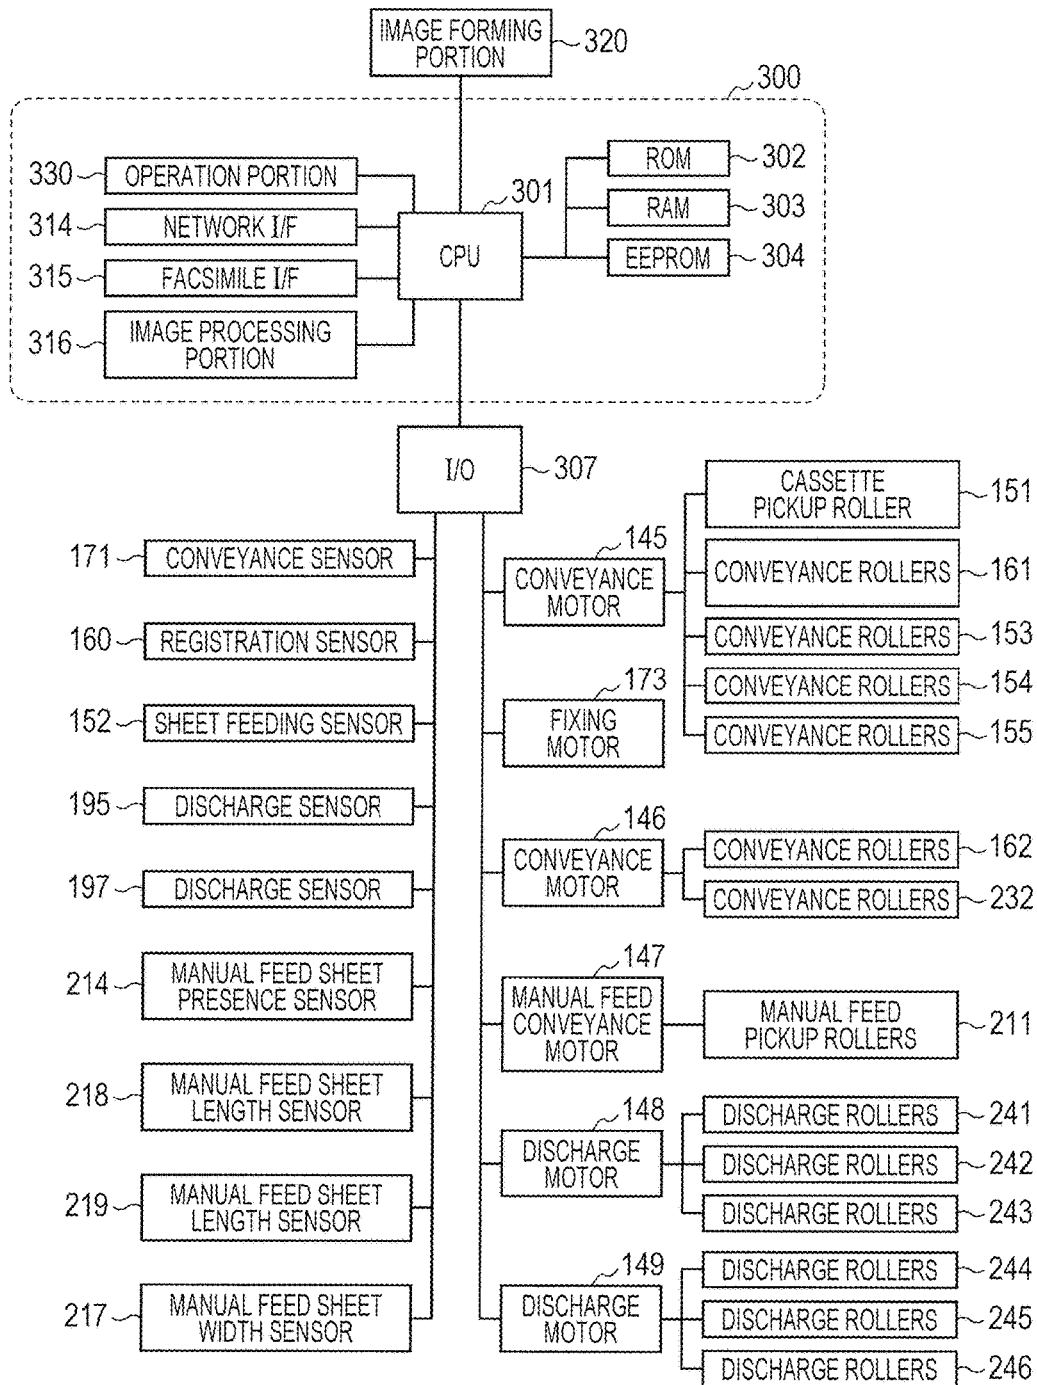 IMAGE FORMING
PORTION
320
300
330
OPERATION PORTION
314
NETWORK I/F
315
FACSIMILE I/F
316
IMAGE PROCESSING
PORTION
301
CPU
ROM
302
RAM
303
EEPROM
304
I/O
307
171
CONVEYANCE SENSOR
160
REGISTRATION SENSOR
152
SHEET FEEDING SENSOR
195
DISCHARGE SENSOR
197
DISCHARGE SENSOR
214
MANUAL FEED SHEET
PRESENCE SENSOR
218
MANUAL FEED SHEET
LENGTH SENSOR
219
MANUAL FEED SHEET
LENGTH SENSOR
217
MANUAL FEED SHEET
WIDTH SENSOR
145
CONVEYANCE
MOTOR
CASSETTE
PICKUP ROLLER
151
CONVEYANCE ROLLERS
161
CONVEYANCE ROLLERS
153
CONVEYANCE ROLLERS
154
CONVEYANCE ROLLERS
155
173
FIXING
MOTOR
146
CONVEYANCE
MOTOR
CONVEYANCE ROLLERS
162
CONVEYANCE ROLLERS
232
147
MANUAL FEED
CONVEYANCE
MOTOR
MANUAL FEED
PICKUP ROLLERS
211
148
DISCHARGE
MOTOR
DISCHARGE ROLLERS
241
DISCHARGE ROLLERS
242
DISCHARGE ROLLERS
243
149
DISCHARGE
MOTOR
DISCHARGE ROLLERS
244
DISCHARGE ROLLERS
245
DISCHARGE ROLLERS
246